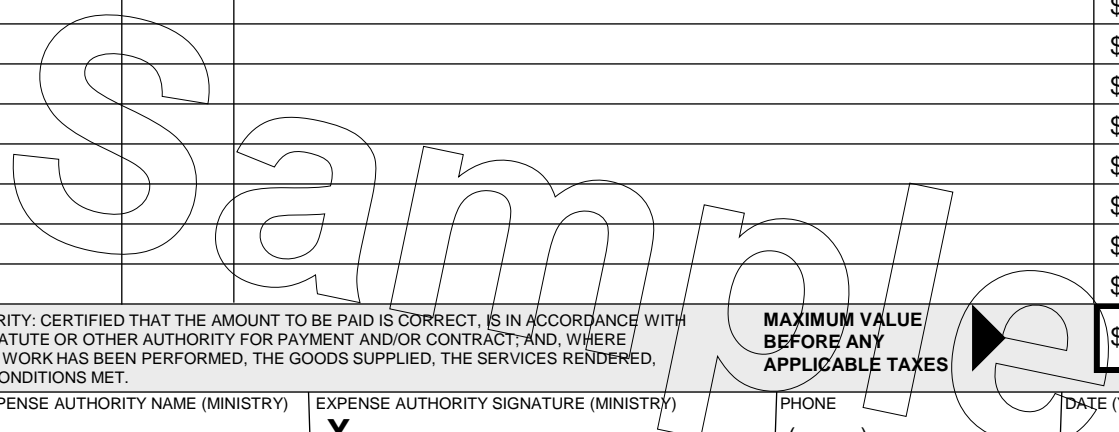 $
$
$
$
$
$
$
$
Sample
RITY: CERTIFIED THAT THE AMOUNT TO BE PAID IS CORRECT, IS IN ACCORDANCE WITH
ATUTE OR OTHER AUTHORITY FOR PAYMENT AND/OR CONTRACT; AND, WHERE
WORK HAS BEEN PERFORMED, THE GOODS SUPPLIED, THE SERVICES RENDERED,
ONDITIONS MET.
MAXIMUM VALUE
BEFORE ANY
APPLICABLE TAXES
$
PENSE AUTHORITY NAME (MINISTRY)
EXPENSE AUTHORITY SIGNATURE (MINISTRY)
X
PHONE
( )
DATE (